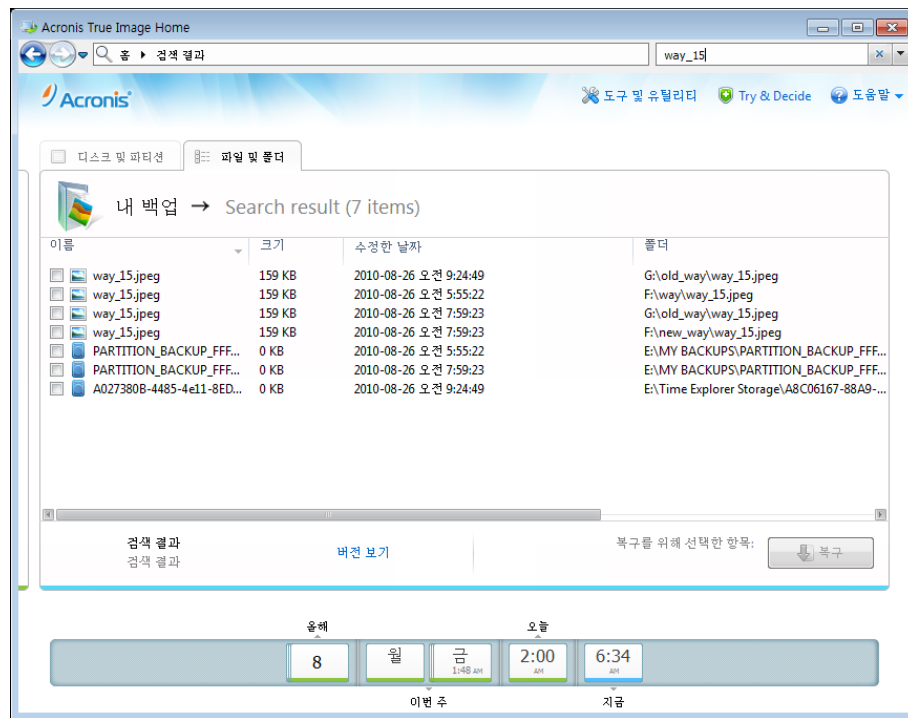 Acronis True Image Home
홈 ▸ 검색 결과
way_15
Acronis
도구 및 유틸리티
Try & Decide
도움말
디스크 및 파티션
파일 및 폴더
내 백업 → Search result (7 items)
이름 크기 수정한 날짜 폴더
way_15.jpeg 159 KB 2010-08-26 오전 9:24:49 G:\old_way\way_15.jpeg
way_15.jpeg 159 KB 2010-08-26 오전 5:55:22 F:\way\way_15.jpeg
way_15.jpeg 159 KB 2010-08-26 오전 7:59:23 G:\old_way\way_15.jpeg
way_15.jpeg 159 KB 2010-08-26 오전 7:59:23 F:\new_way\way_15.jpeg
PARTITION_BACKUP_FFF... 0 KB 2010-08-26 오전 5:55:22 E:\MY BACKUPS\PARTITION_BACKUP_FFF...
PARTITION_BACKUP_FFF... 0 KB 2010-08-26 오전 7:59:23 E:\MY BACKUPS\PARTITION_BACKUP_FFF...
A027380B-4485-4e11-8ED... 0 KB 2010-08-26 오전 9:24:49 E:\Time Explorer Storage\A8C06167-88A9-...
검색 결과
검색 결과
버전 보기
복구를 위해 선택한 항목:
복구
올해
오늘
8
월
금
1:48 AM
2:00
AM
6:34
AM
이번 주
지금